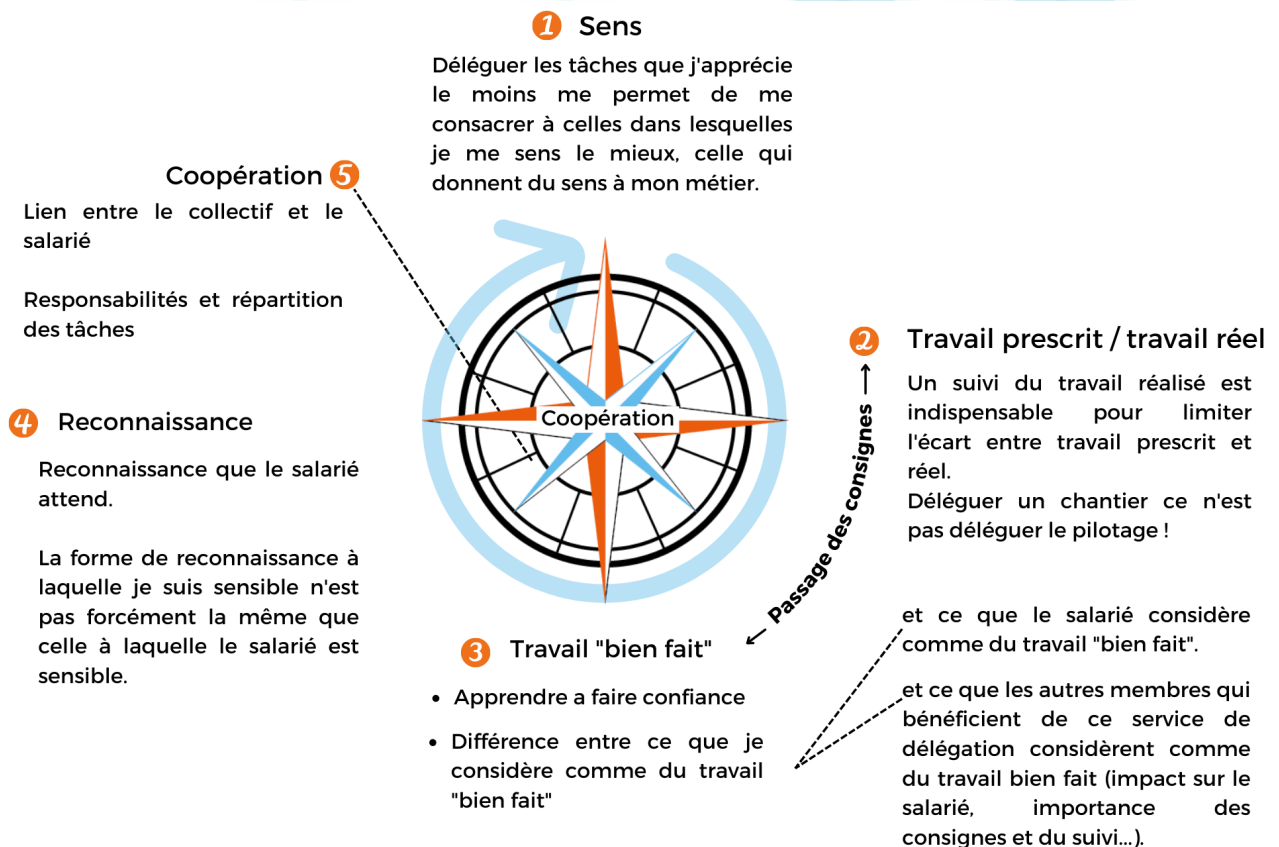 1 Sens
Déléguer les tâches que j'apprécie
le moins me permet de me
consacrer à celles dans lesquelles
je me sens le mieux, celle qui
donnent du sens à mon métier.
Coopération 5
Lien entre le collectif et le
salarié
Responsabilités et répartition
des tâches
Coopération
2 Travail prescrit / travail réel
Un suivi du travail réalisé est
indispensable pour limiter
l'écart entre travail prescrit et
réel.
Déléguer un chantier ce n'est
pas déléguer le pilotage !
Passage des consignes
4 Reconnaissance
Reconnaissance que le salarié
attend.
La forme de reconnaissance à
laquelle je suis sensible n'est
pas forcément la même que
celle à laquelle le salarié est
sensible.
3 Travail "bien fait"
• Apprendre a faire confiance
• Différence entre ce que je
considère comme du travail
"bien fait"
et ce que le salarié considère
comme du travail "bien fait".
et ce que les autres membres qui
bénéficient de ce service de
délégation considèrent comme
du travail bien fait (impact sur le
salarié, importance des
consignes et du suivi...).